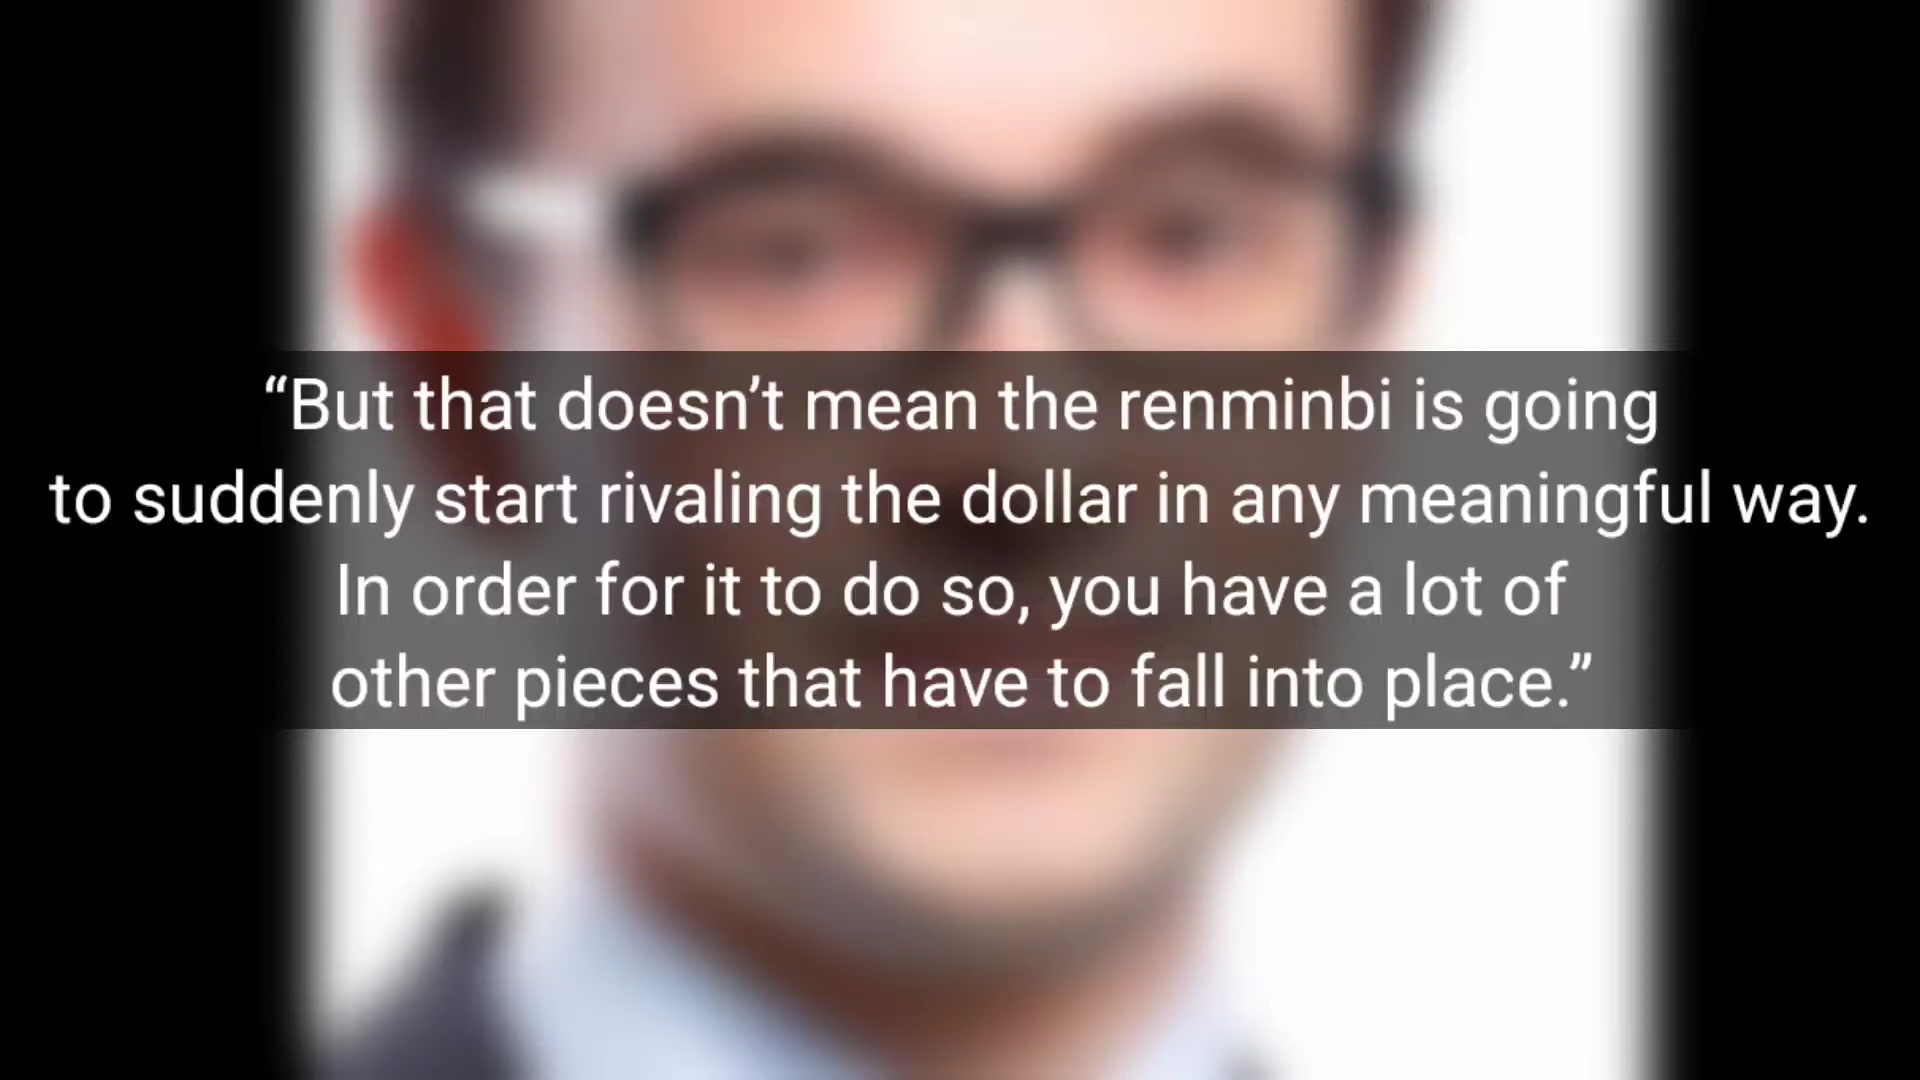 “But that doesn’t mean the renminbi is going
to suddenly start rivaling the dollar in any meaningful way.
In order for it to do so, you have a lot of
other pieces that have to fall into place.”